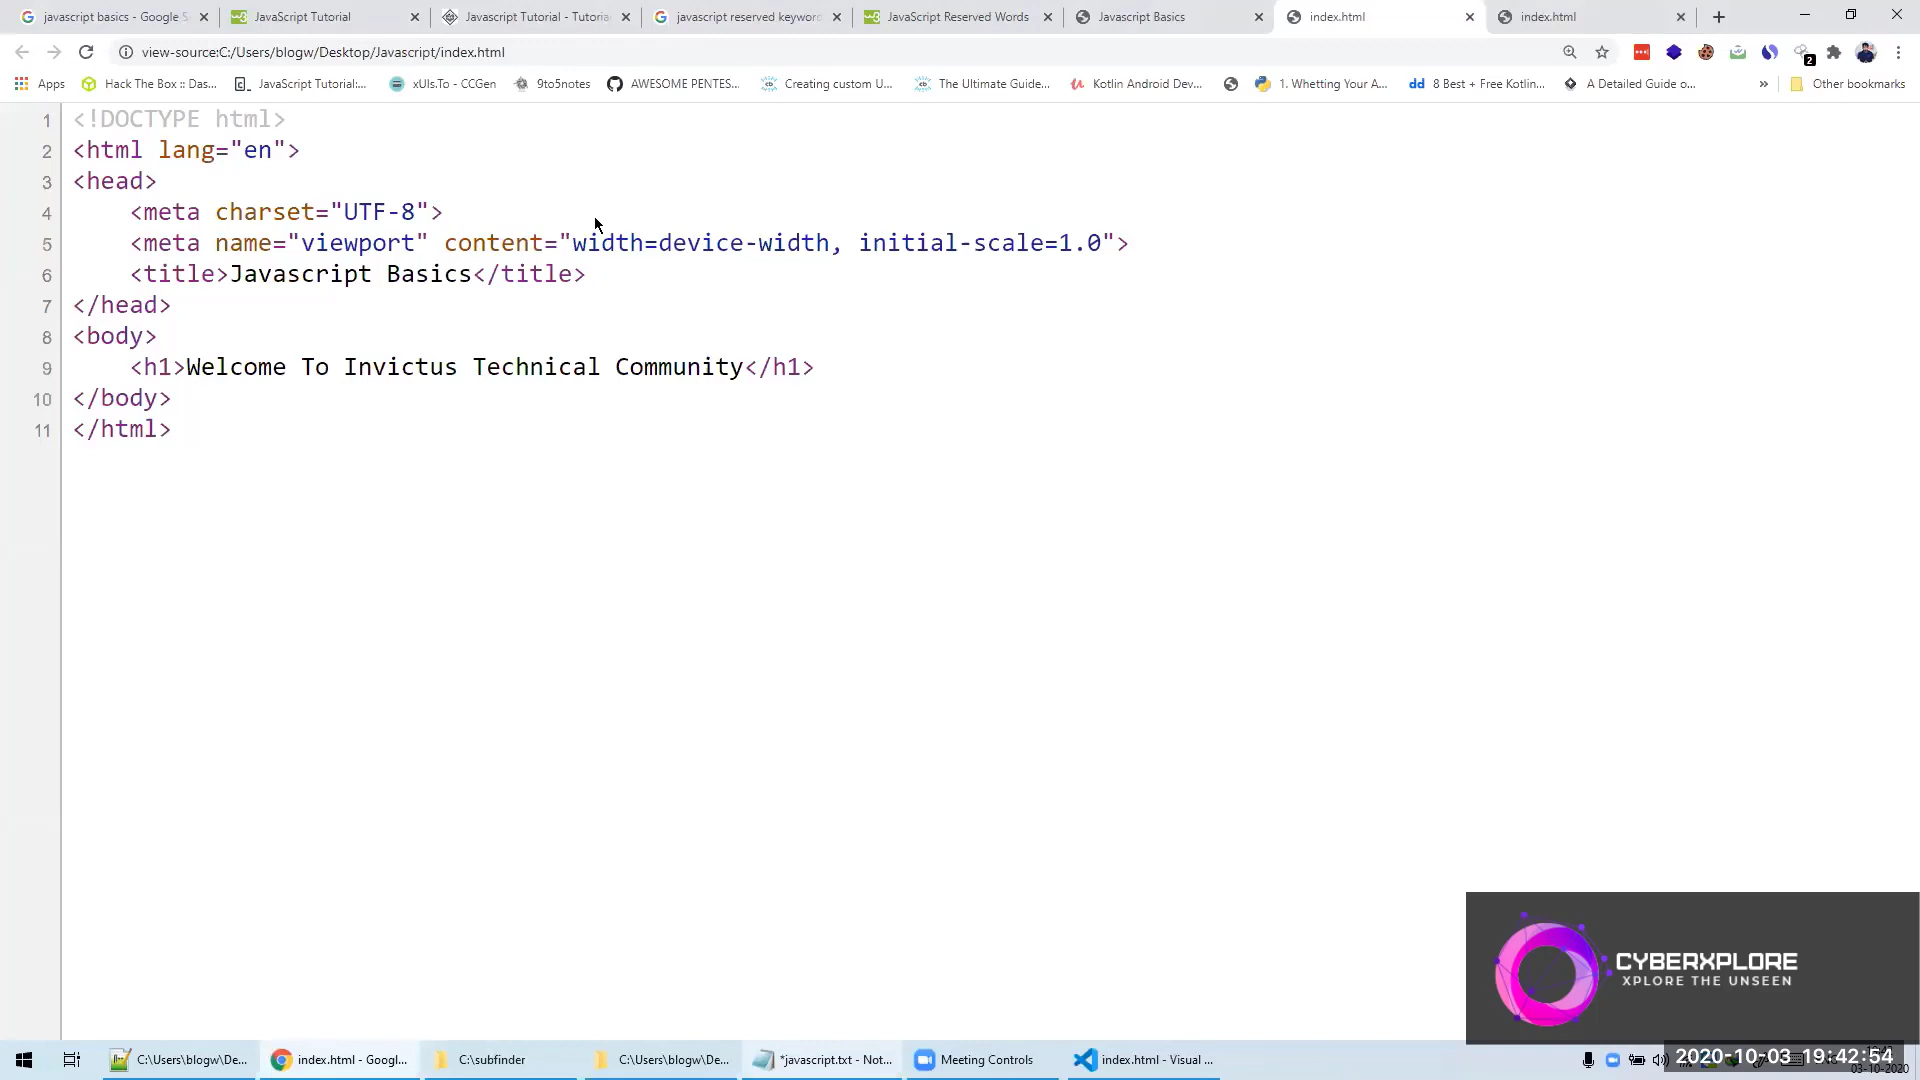 javascript basics - Google S
JavaScript Tutorial
Javascript Tutorial - Tutoria
javascript reserved keyword
JavaScript Reserved Words
Javascript Basics
index.html
index.html
view-source:C:/Users/blogw/Desktop/Javascript/index.html
2
Apps
Hack The Box :: Das...
JavaScript Tutorial:...
xUIs.To - CCGen
9to5notes
AWESOME PENTES...
Creating custom U...
The Ultimate Guide...
Kotlin Android Dev...
1. Whetting Your A...
8 Best + Free Kotlin...
A Detailed Guide o...
»
Other bookmarks
1 <!DOCTYPE html>
2 <html lang="en">
3 <head>
4 <meta charset="UTF-8">
5 <meta name="viewport" content="width=device-width, initial-scale=1.0">
6 <title>Javascript Basics</title>
7 </head>
8 <body>
9 <h1>Welcome To Invictus Technical Community</h1>
10 </body>
11 </html>
CYBERXPLORE
XPLORE THE UNSEEN
C:\Users\blogw\De...
index.html - Googl...
C:\subfinder
C:\Users\blogw\De...
*javascript.txt - Not...
Meeting Controls
index.html - Visual ...
2020-10-03 19:42:54
03-10-2020